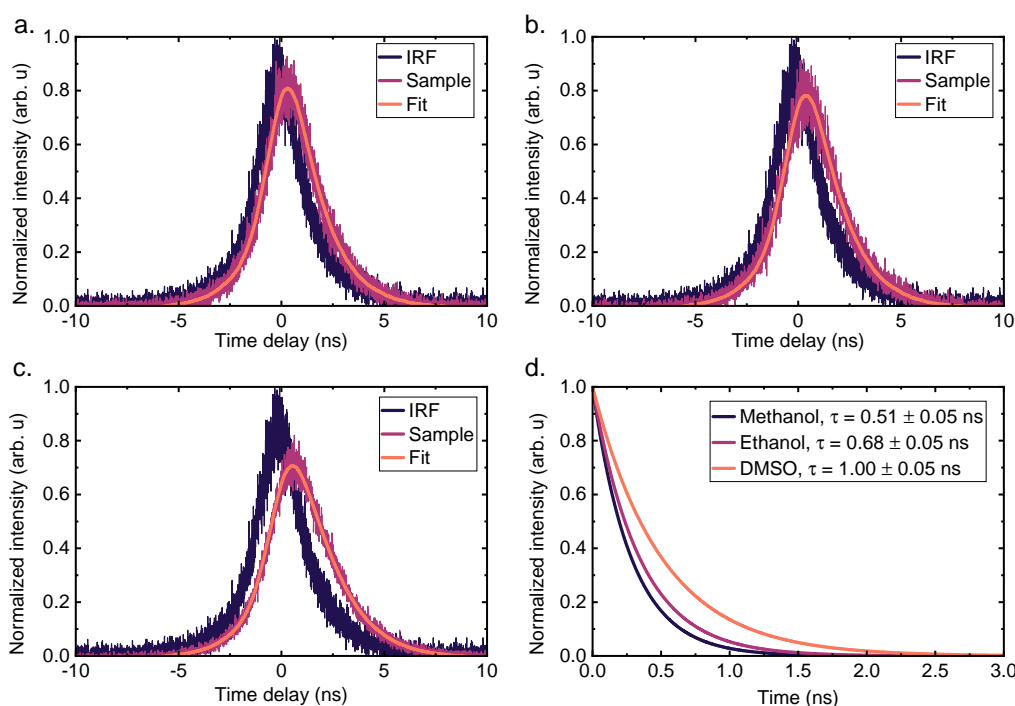 a.
Normalized intensity (arb. u)
1.0
0.8
0.6
0.4
0.2
0.0
IRF
Sample
Fit
-10
-5
0
5
10
Time delay (ns)
b.
Normalized intensity (arb. u)
1.0
0.8
0.6
0.4
0.2
0.0
IRF
Sample
Fit
-10
-5
0
5
10
Time delay (ns)
c.
Normalized intensity (arb. u)
1.0
0.8
0.6
0.4
0.2
0.0
IRF
Sample
Fit
-10
-5
0
5
10
Time delay (ns)
d.
Normalized intensity (arb. u)
1.0
0.8
0.6
0.4
0.2
0.0
Methanol, τ = 0.51 ± 0.05 ns
Ethanol, τ = 0.68 ± 0.05 ns
DMSO, τ = 1.00 ± 0.05 ns
0.0
0.5
1.0
1.5
2.0
2.5
3.0
Time (ns)